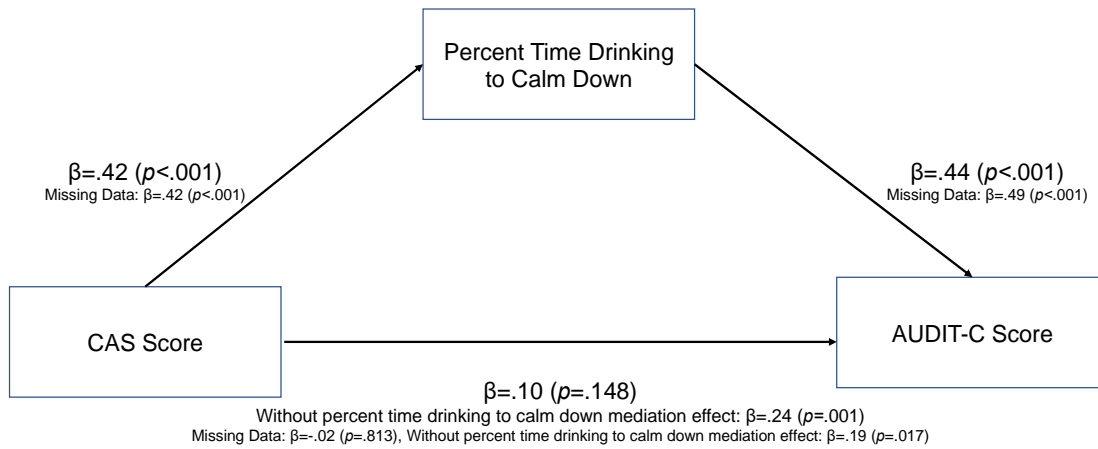 Percent Time Drinking
to Calm Down
β=.42 (p<.001)
Missing Data: β=.42 (p<.001)
β=.44 (p<.001)
Missing Data: β=.49 (p<.001)
CAS Score
AUDIT-C Score
β=.10 (p=.148)
Without percent time drinking to calm down mediation effect: β=.24 (p=.001)
Missing Data: β=-.02 (p=.813), Without percent time drinking to calm down mediation effect: β=.19 (p=.017)